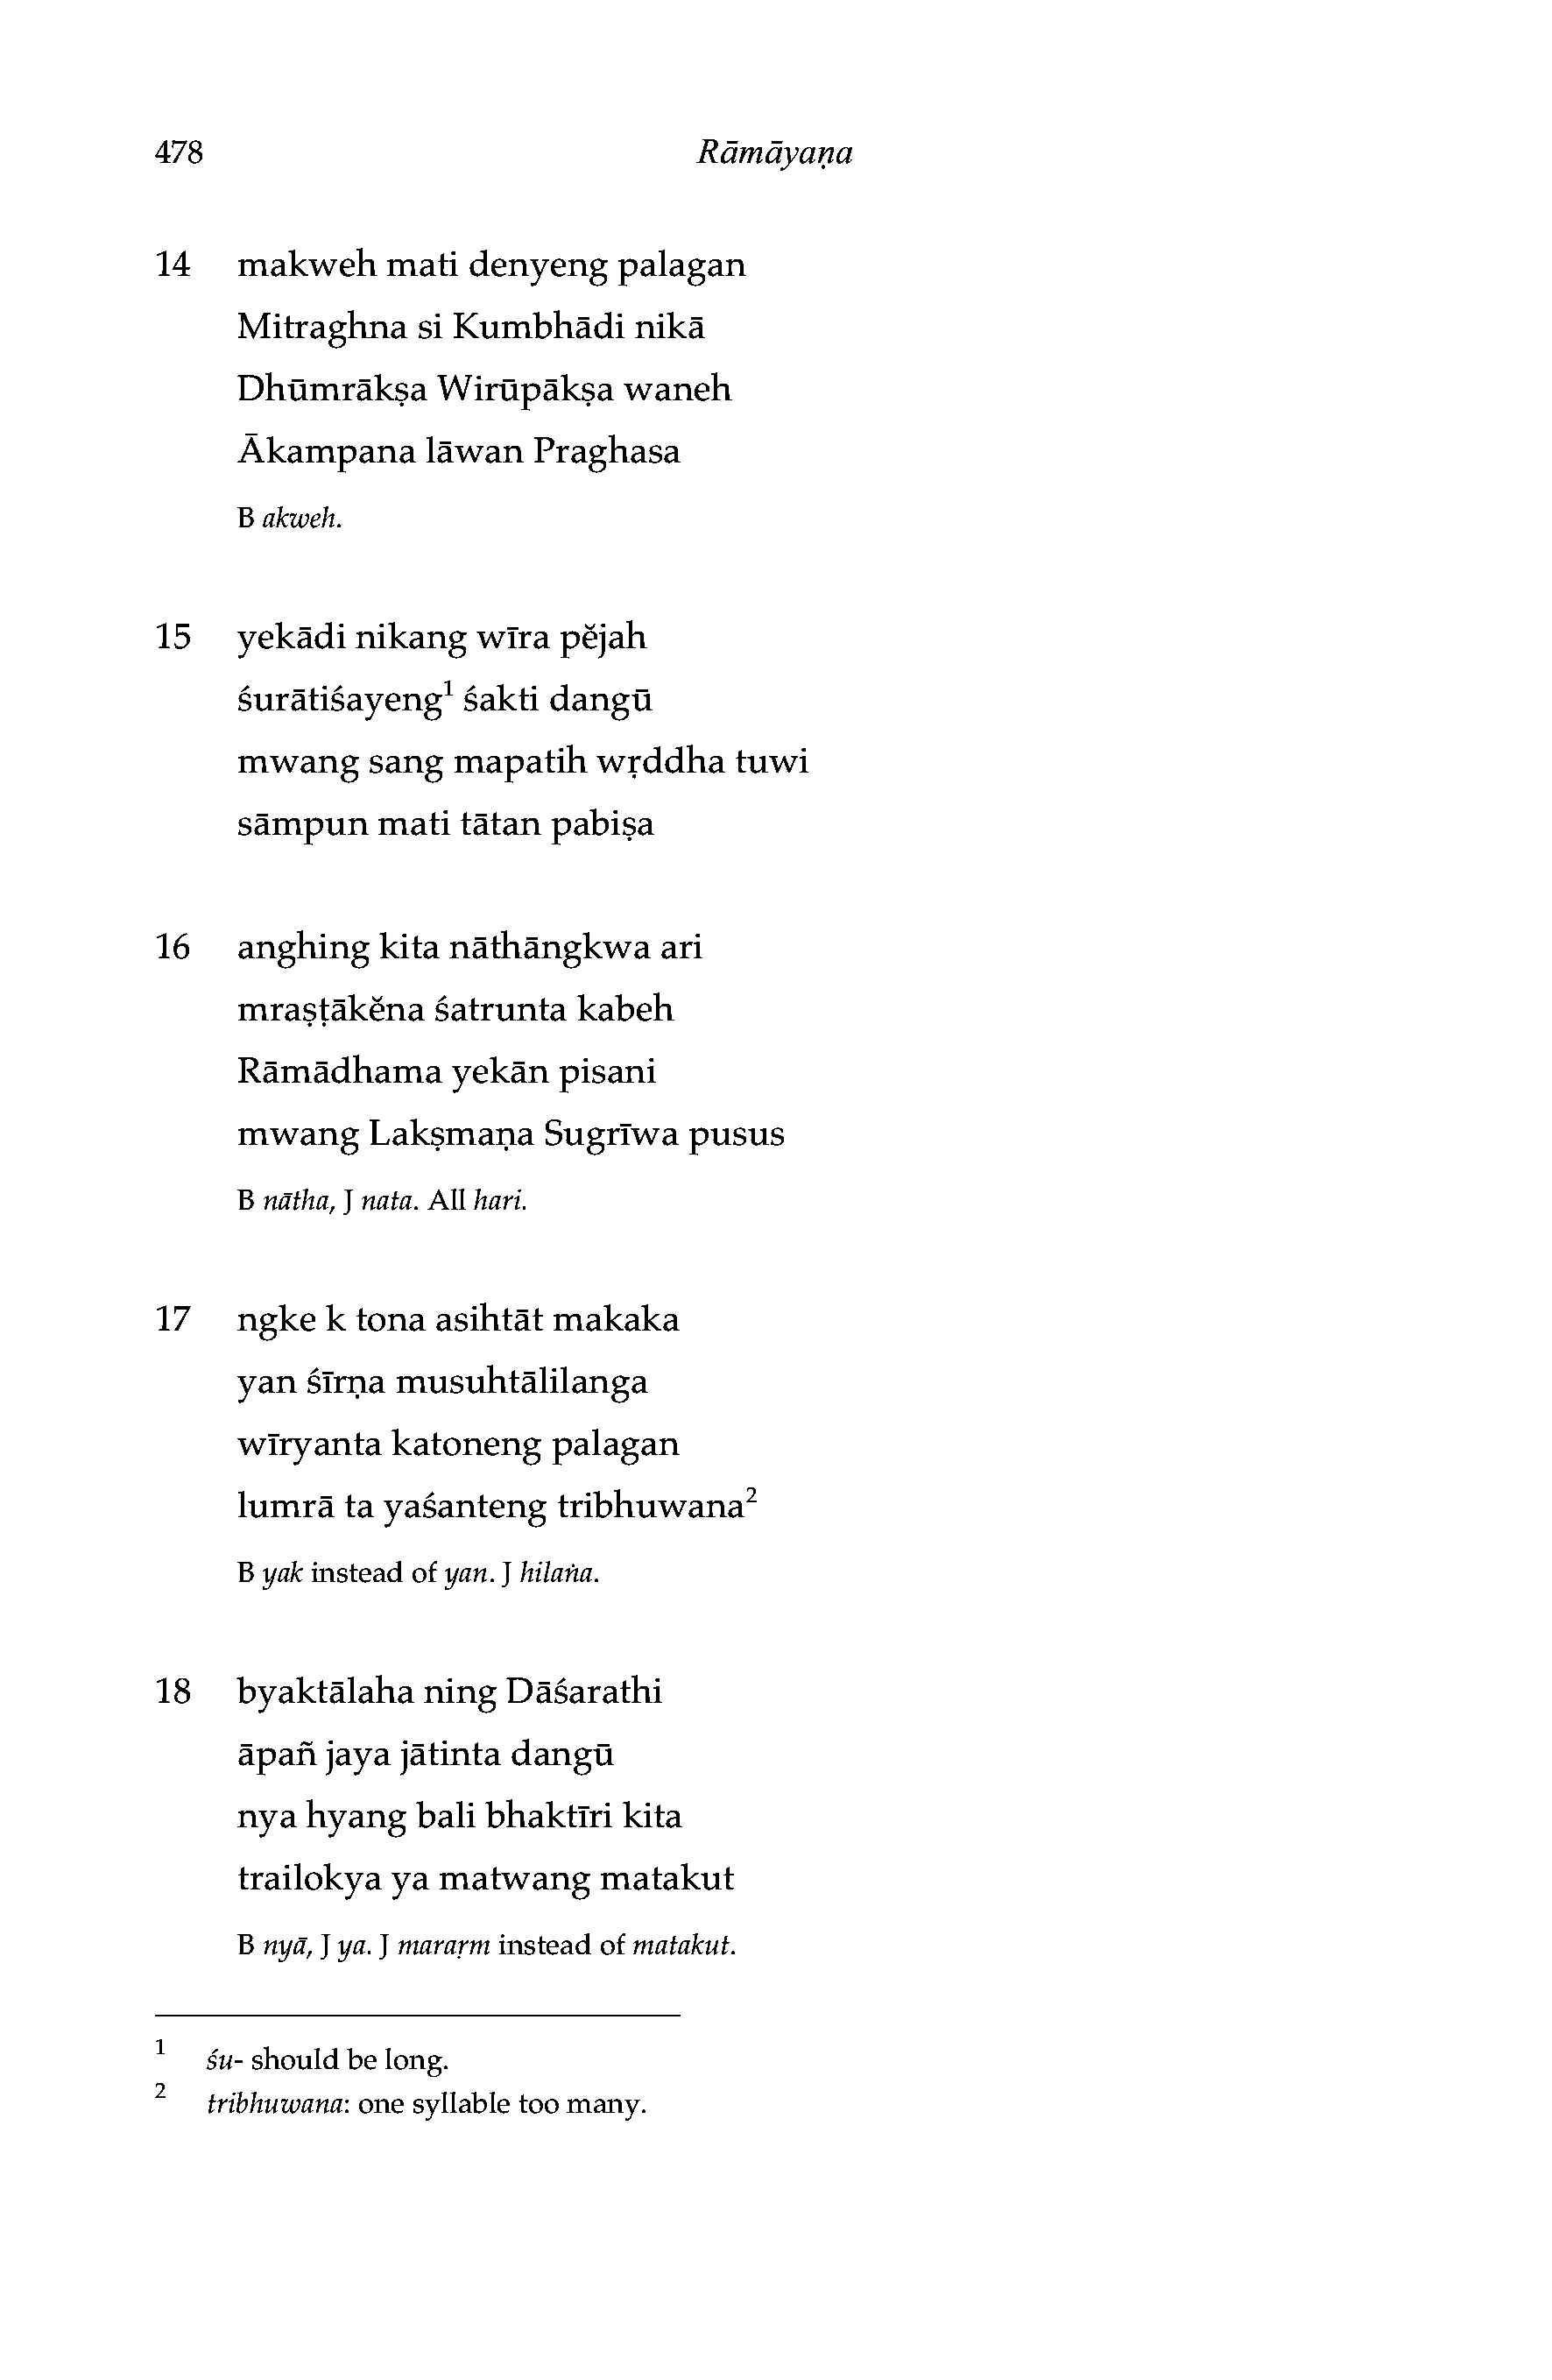 478 Rāmāyaṇa
14 makweh mati denyeng palagan
Mitraghna si Kumbhādi nikā
Dhūmrākṣa Wirūpākṣa waneh
Ākampana lāwan Praghasa
B akweh.
15 yekādi nikang wīra pĕjah
śurātiśayeng¹ śakti dangū
mwang sang mapatih wṛddha tuwi
sāmpun mati tātan pabiṣa
16 anghing kita nāthāngkwa ari
mraṣṭākĕna śatrunta kabeh
Rāmādhama yekān pisani
mwang Lakṣmaṇa Sugrīwa pusus
B nātha, J nata. All hari.
17 ngke k tona asihtāt makaka
yan śīrṇa musuhtālilanga
wīryanta katoneng palagan
lumrā ta yaśanteng tribhuwana²
B yak instead of yan. J hilaṅa.
18 byaktālaha ning Dāśarathi
āpañ jaya jātinta dangū
nya hyang bali bhaktīri kita
trailokya ya matwang matakut
B nyā, J ya. J mararṃ instead of matakut.
1 śu- should be long.
2 tribhuwana: one syllable too many.